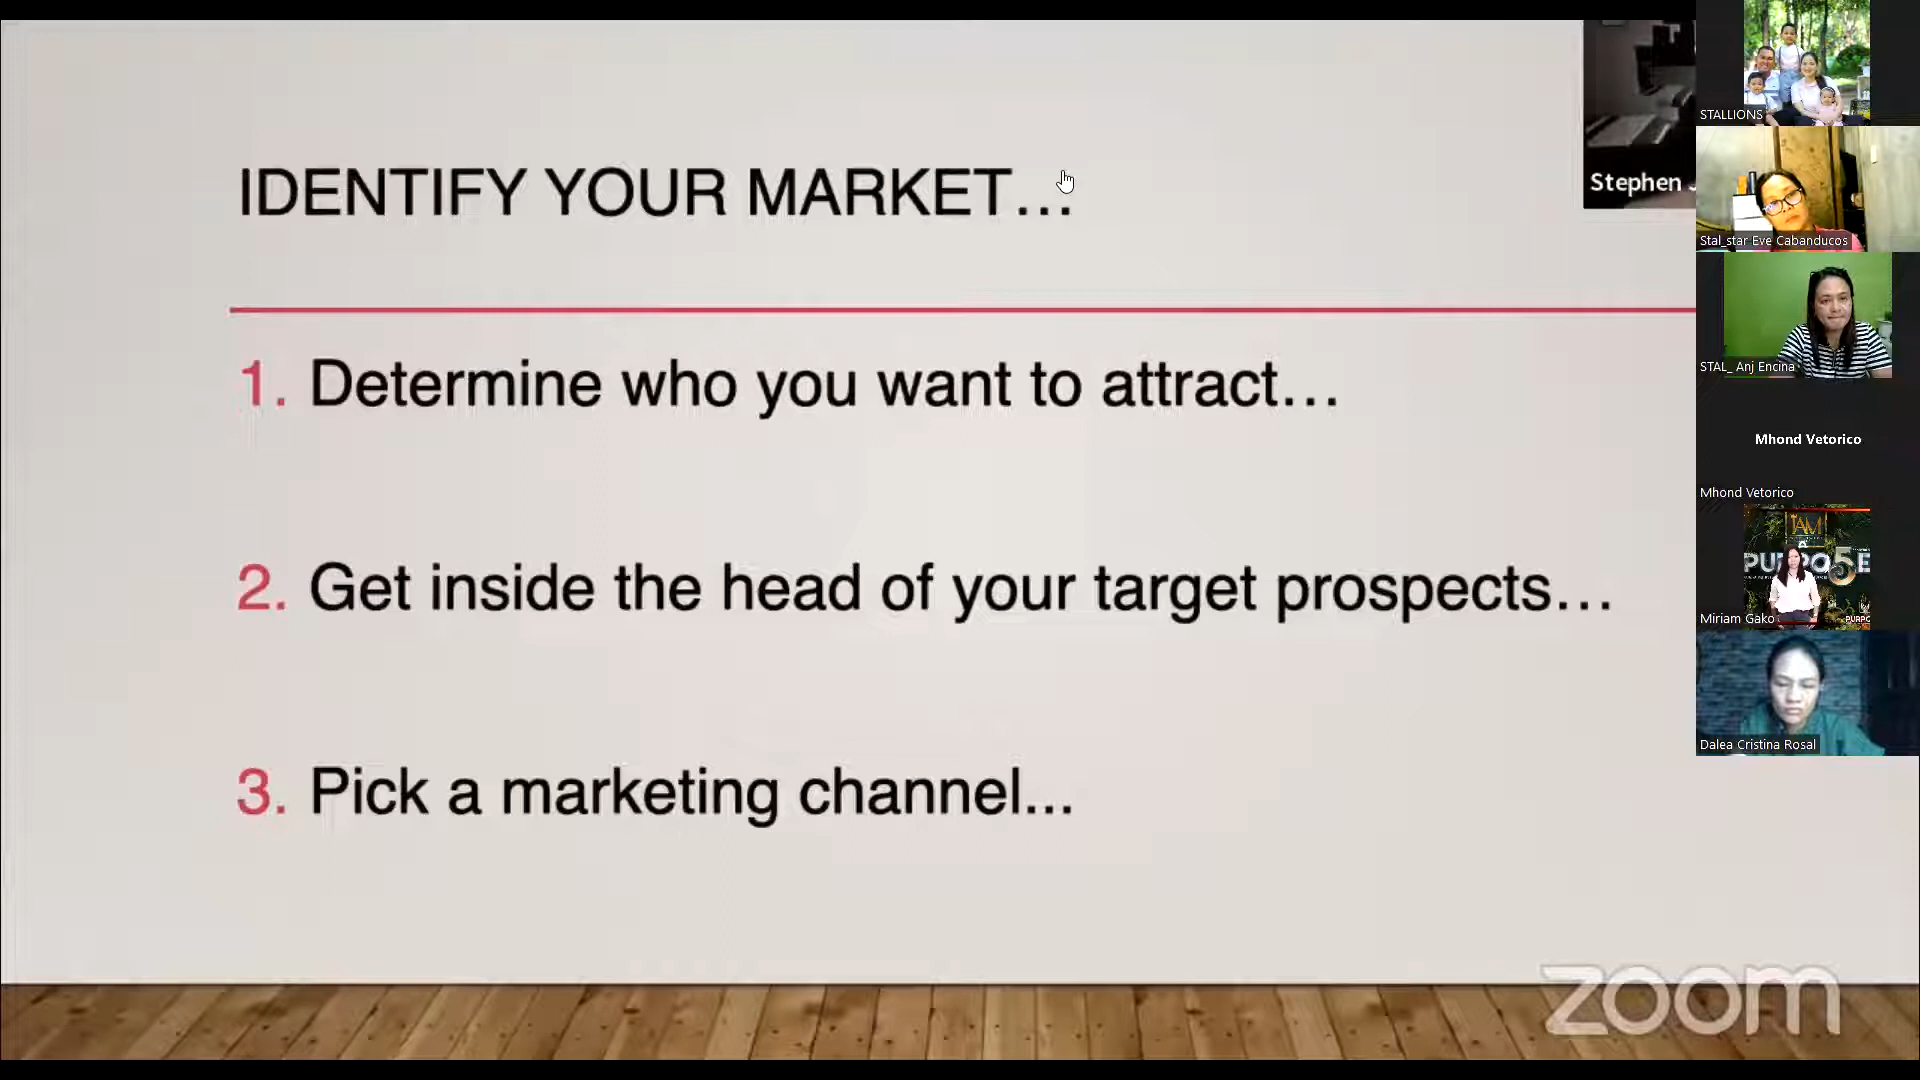 IDENTIFY YOUR MARKET...
1. Determine who you want to attract...
2. Get inside the head of your target prospects...
3. Pick a marketing channel...
Stephen J
STALLIONS
Stal_star Eve Cabanducos
STAL_ Anj Encina
Mhond Vetorico
Mhond Vetorico
Miriam Gako
Dalea Cristina Rosal
zoom